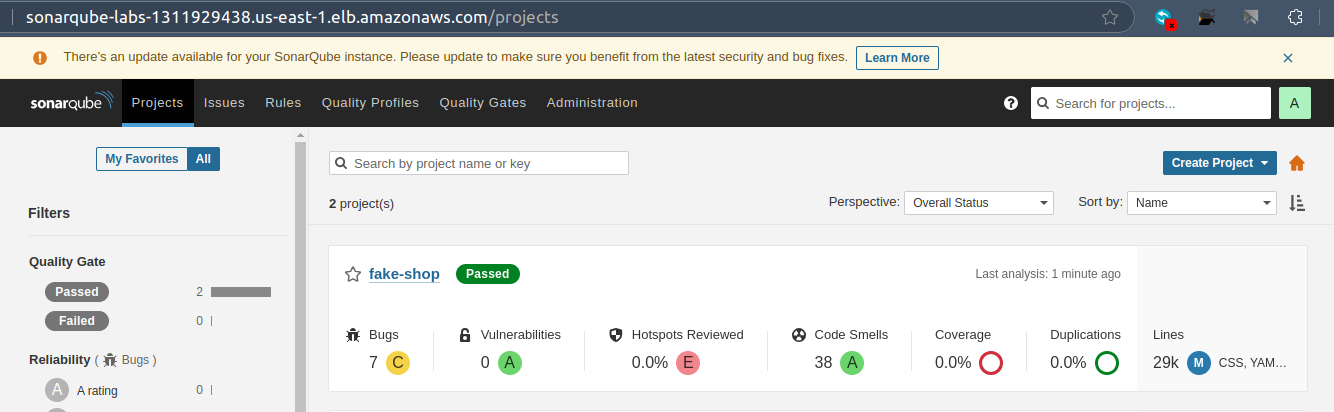 sonarqube-labs-1311929438.us-east-1.elb.amazonaws.com/projects
There's an update available for your SonarQube instance. Please update to make sure you benefit from the latest security and bug fixes. Learn More
sonarqube Projects Issues Rules Quality Profiles Quality Gates Administration ? Search for projects... A
My Favorites All
Search by project name or key
Create Project
2 project(s)
Perspective: Overall Status Sort by: Name
Filters
Quality Gate
Passed 2
Failed 0
Reliability ( Bugs )
A A rating 0
fake-shop Passed Last analysis: 1 minute ago
Bugs Vulnerabilities Hotspots Reviewed Code Smells Coverage Duplications Lines
7 C 0 A 0.0% E 38 A 0.0% 0.0% 29k M CSS, YAM...